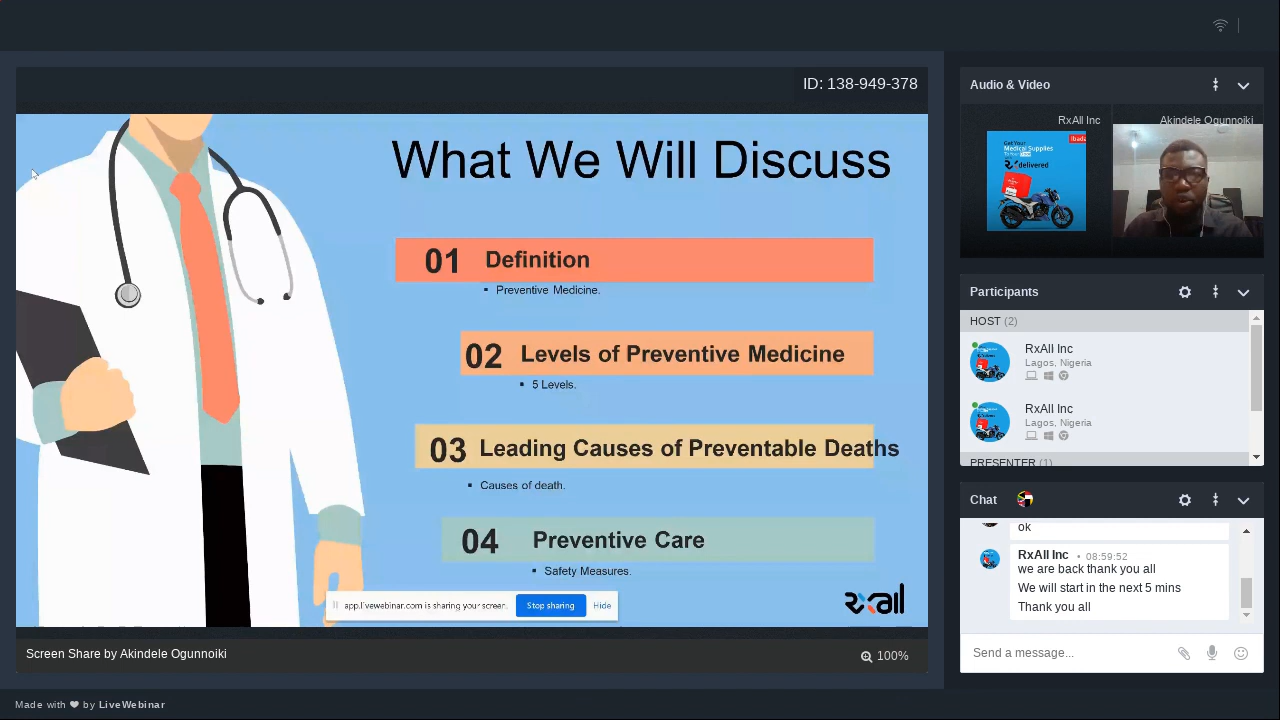 ID: 138-949-378
What We Will Discuss
01 Definition
▪ Preventive Medicine.
02 Levels of Preventive Medicine
▪ 5 Levels.
03 Leading Causes of Preventable Deaths
▪ Causes of death.
04 Preventive Care
▪ Safety Measures.
app.livewebinar.com is sharing your screen.
Stop sharing
Hide
rxall
Screen Share by Akindele Ogunnoiki
100%
Made with ❤ by LiveWebinar
Audio & Video
RxAll Inc
Get Your
Medical Supplies
delivered
Akindele Ogunnoiki
Participants
HOST (2)
RxAll Inc
Lagos, Nigeria
RxAll Inc
Lagos, Nigeria
PRESENTER (1)
Chat
ok
RxAll Inc • 08:59:52
we are back thank you all
We will start in the next 5 mins
Thank you all
Send a message...